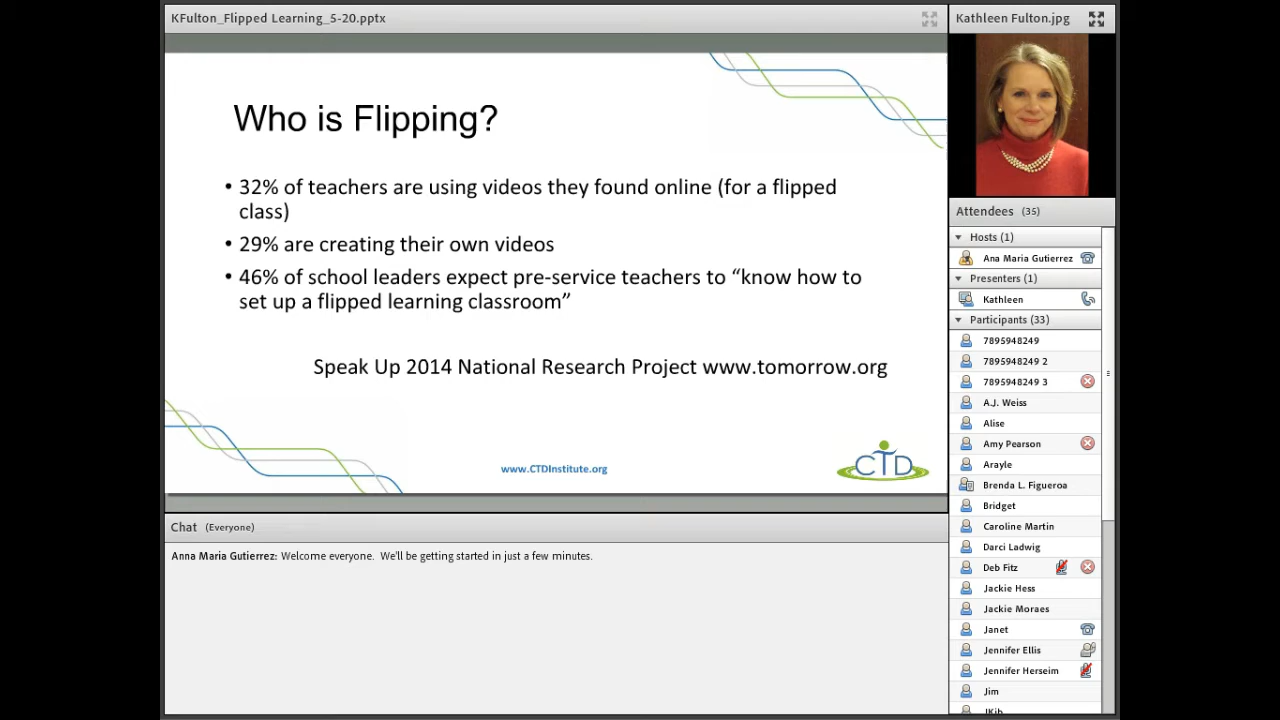 KFulton_Flipped Learning_5-20.pptx
Who is Flipping?
• 32% of teachers are using videos they found online (for a flipped
class)
• 29% are creating their own videos
• 46% of school leaders expect pre-service teachers to “know how to
set up a flipped learning classroom”
Speak Up 2014 National Research Project www.tomorrow.org
www.CTDInstitute.org
CTD
Chat (Everyone)
Anna Maria Gutierrez: Welcome everyone. We'll be getting started in just a few minutes.
Kathleen Fulton.jpg
Attendees (35)
Hosts (1)
Ana Maria Gutierrez
Presenters (1)
Kathleen
Participants (33)
7895948249
7895948249 2
7895948249 3
A.J. Weiss
Alise
Amy Pearson
Arayle
Brenda L. Figueroa
Bridget
Caroline Martin
Darci Ladwig
Deb Fitz
Jackie Hess
Jackie Moraes
Janet
Jennifer Ellis
Jennifer Herseim
Jim